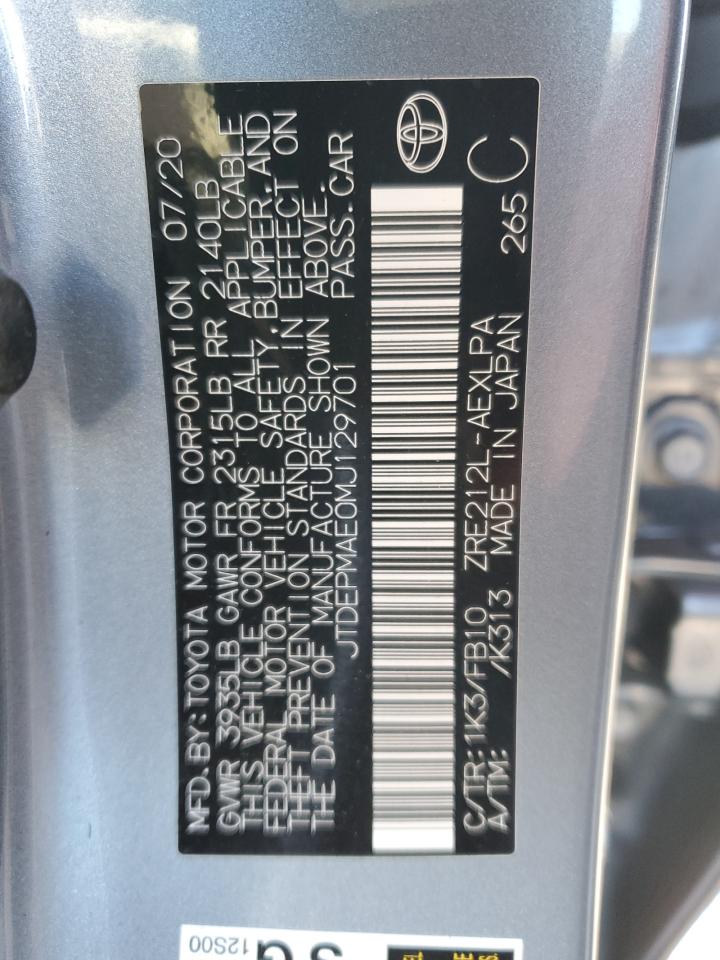 MFD.BY:TOYOTA MOTOR CORPORATION 07/20
GVWR 3935LB GAWR FR 2315LB RR 2140LB
THIS VEHICLE CONFORMS TO ALL APPLICABLE
FEDERAL MOTOR VEHICLE SAFETY,BUMPER,AND
THEFT PREVENTION STANDARDS IN EFFECT ON
THE DATE OF MANUFACTURE SHOWN ABOVE.
JTDEPMAE0MJ129701 PASS.CAR
C/TR:1K3/FB10 ZRE212L-AEXLPA
A/TM: /K313 MADE IN JAPAN 265 C
12S00